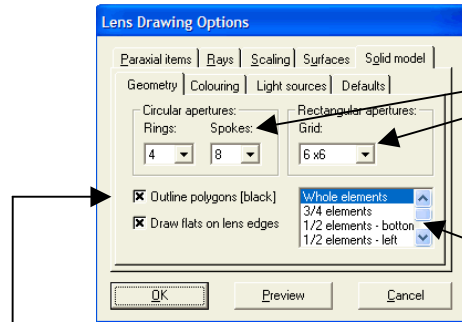 Lens Drawing Options
Paraxial items Rays Scaling Surfaces Solid model
Geometry Colouring Light sources Defaults
Circular apertures: Rectangular apertures:
Rings: Spokes: Grid:
4 8 6 x6
Outline polygons [black]
Draw flats on lens edges
Whole elements
3/4 elements
1/2 elements - bottom
1/2 elements - left
OK Preview Cancel